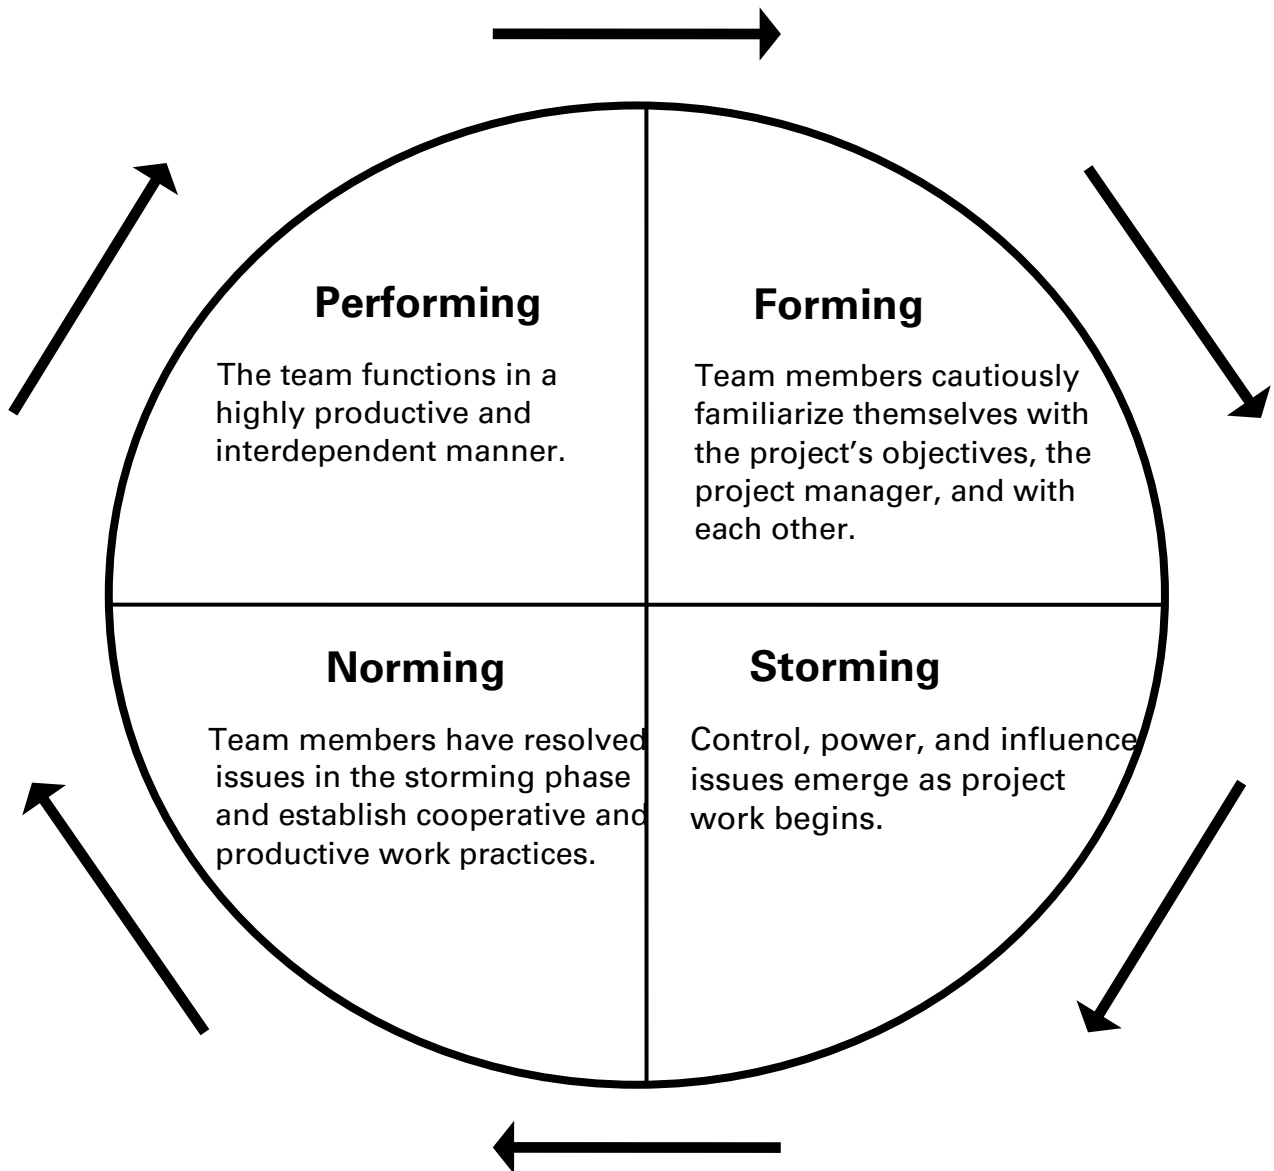 Performing
The team functions in a
highly productive and
interdependent manner.
Forming
Team members cautiously
familiarize themselves with
the project’s objectives, the
project manager, and with
each other.
Norming
Team members have resolved
issues in the storming phase
and establish cooperative and
productive work practices.
Storming
Control, power, and influence
issues emerge as project
work begins.